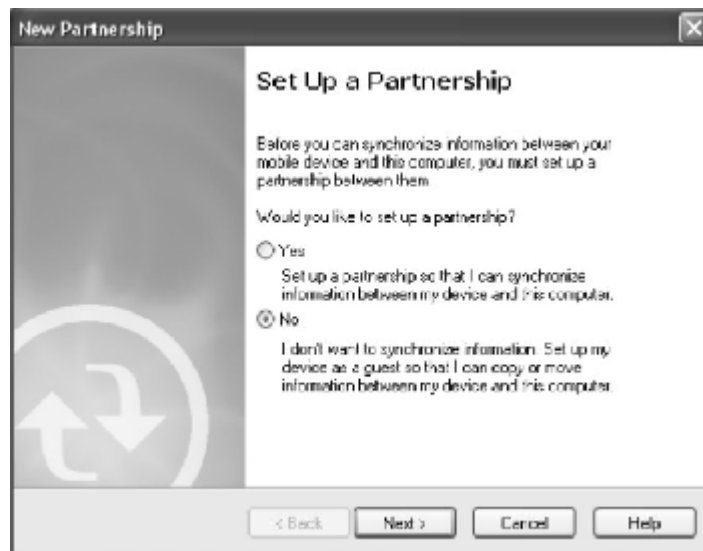 New Partnership
Set Up a Partnership
Before you can synchronize information between your
mobile device and this computer, you must set up a
partnership between them
Would you like to set up a partnership?
Yes
Set up a partnership so that I can synchronize
information between my device and this computer.
No
I don't want to synchronize information. Set up my
device as a guest so that I can copy or move
information between my device and this computer.
< Back
Next >
Cancel
Help